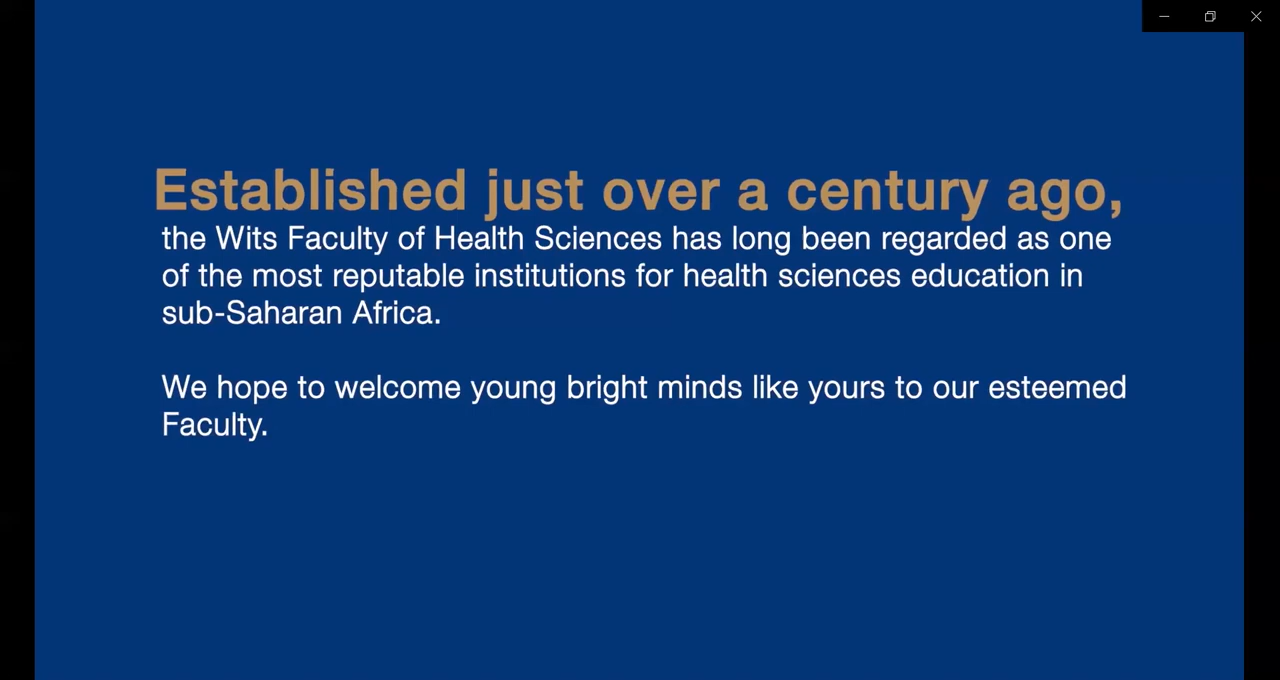 Established just over a century ago,
the Wits Faculty of Health Sciences has long been regarded as one
of the most reputable institutions for health sciences education in
sub-Saharan Africa.
We hope to welcome young bright minds like yours to our esteemed
Faculty.